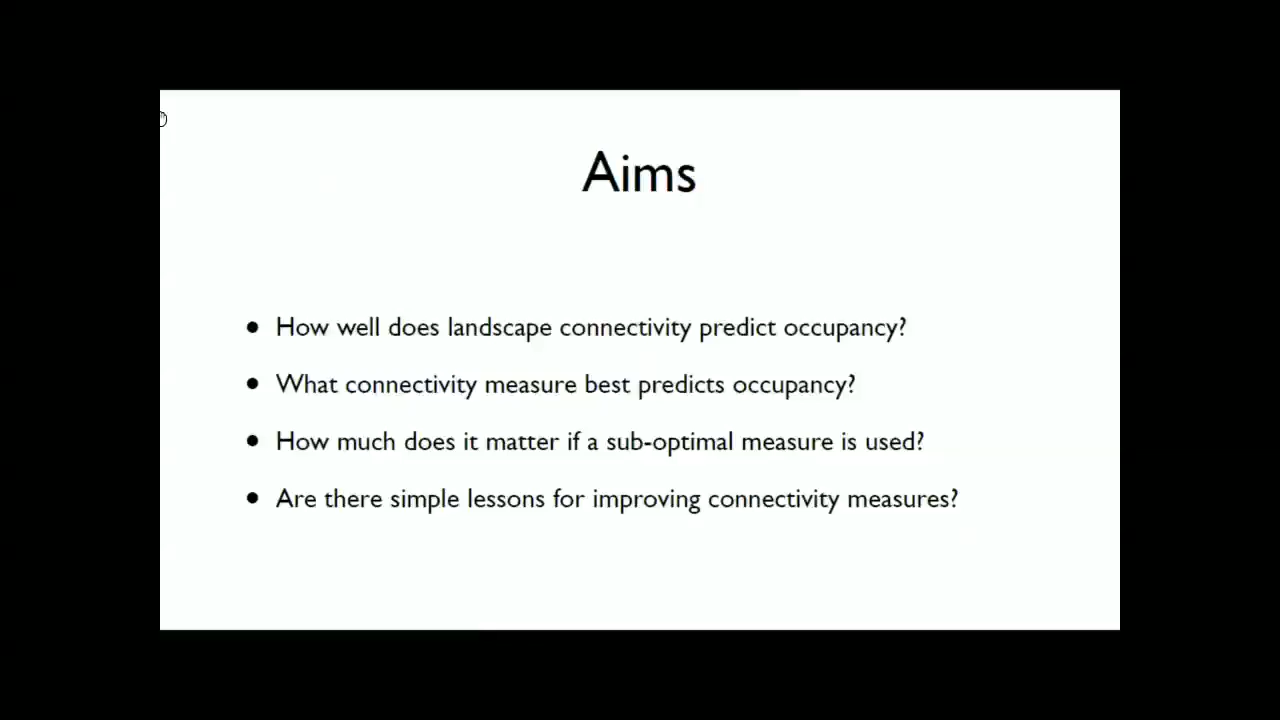 Aims
• How well does landscape connectivity predict occupancy?
• What connectivity measure best predicts occupancy?
• How much does it matter if a sub-optimal measure is used?
• Are there simple lessons for improving connectivity measures?